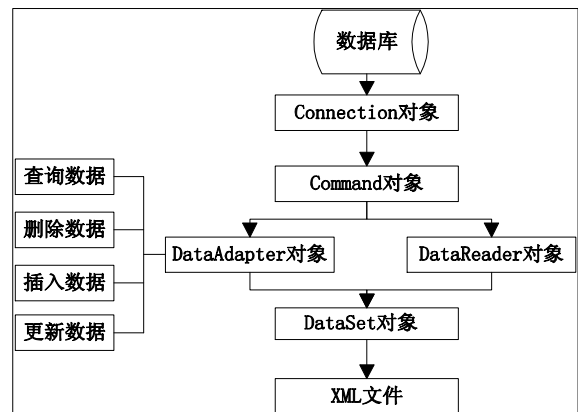 数据库
Connection对象
Command对象
查询数据
删除数据
插入数据
更新数据
DataAdapter对象
DataReader对象
DataSet对象
XML文件